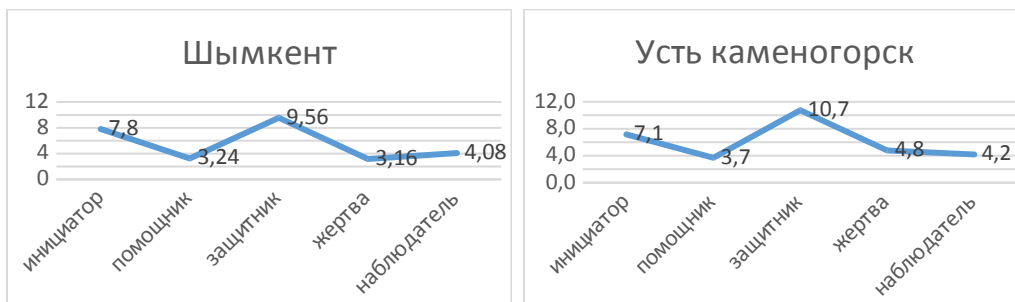 Шымкент
12
8
4
0
7,8
3,24
9,56
3,16
4,08
инициатор
помощник
защитник
жертва
наблюдатель
Усть каменогорск
12,0
8,0
4,0
0,0
7,1
3,7
10,7
4,8
4,2
инициатор
помощник
защитник
жертва
наблюдатель